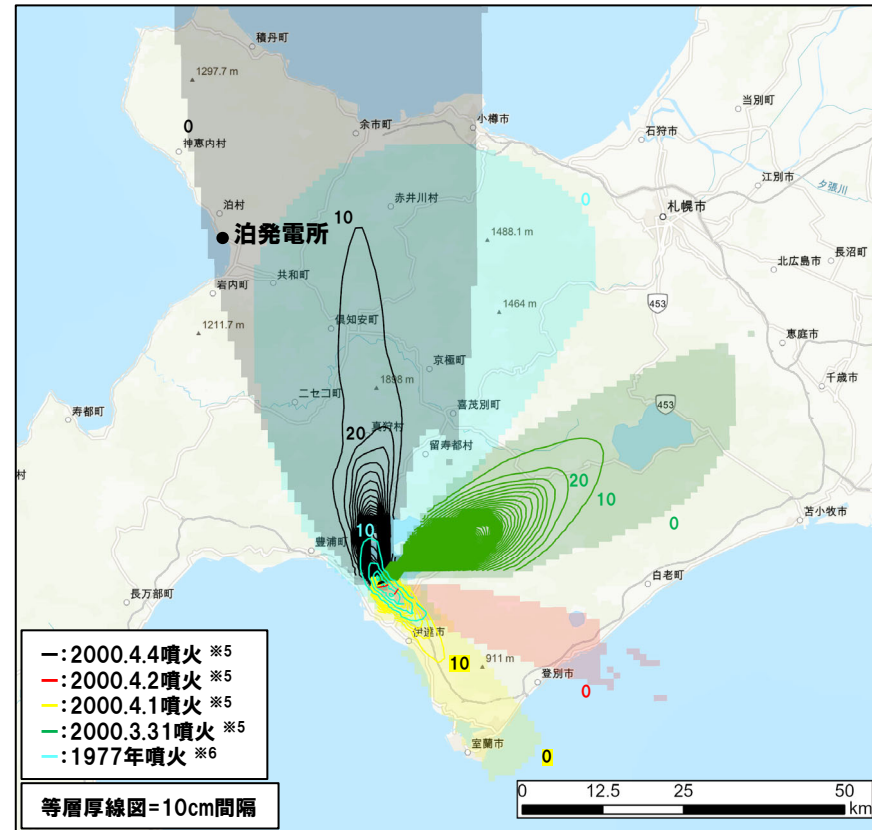 積丹町
1297.7 m
当別町
0
余市町
小樽市
石狩市
神恵内村
江別市
夕張川
泊村
赤井川村
0
札幌市
10
泊発電所
1488.1 m
北広島市
長沼町
共和町
岩内町
1464 m
453
1211.7 m
倶知安町
恵庭市
京極町
1898 m
千歳市
ニセコ町
453
寿都町
喜茂別町
真狩村
20
留寿都村
村
20
10
苫小牧市
10
0
豊浦町
白老町
長万部町
伊達市
10
911 m
登別市
0
室蘭市
0
:2000.4.4噴火 ※5
:2000.4.2噴火 ※5
:2000.4.1噴火 ※5
:2000.3.31噴火 ※5
:1977年噴火 ※6
等層厚線図=10cm間隔
0 12.5 25 50
km